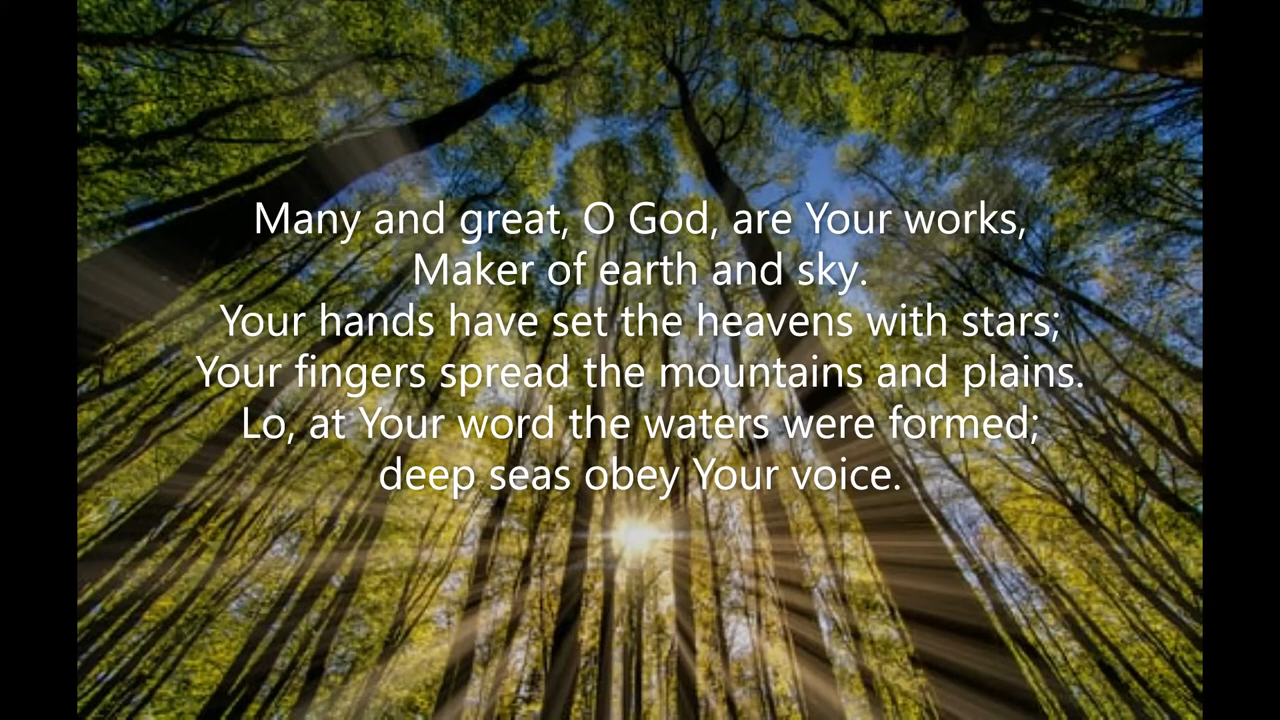 Many and great, O God, are Your works,
Maker of earth and sky.
Your hands have set the heavens with stars;
Your fingers spread the mountains and plains.
Lo, at Your word the waters were formed;
deep seas obey Your voice.